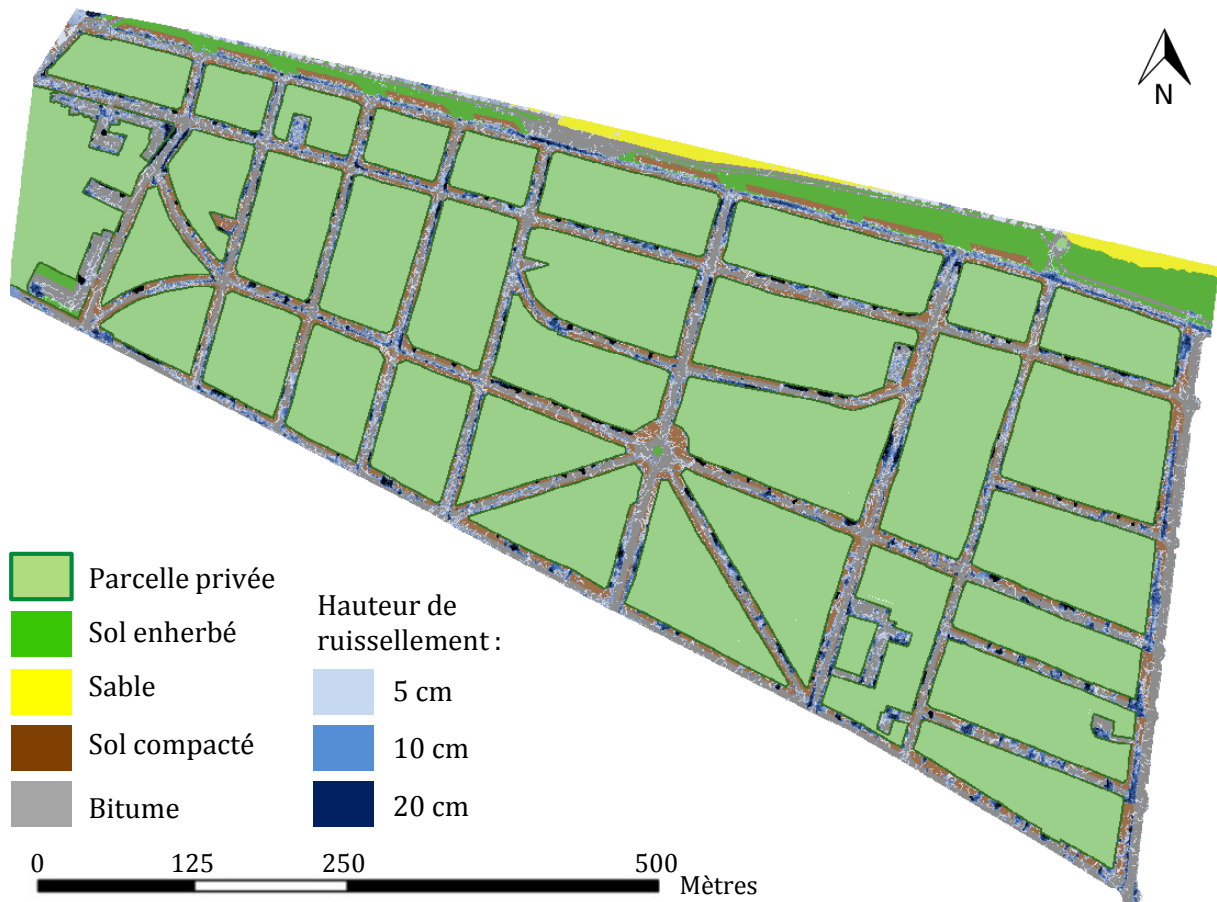 N
Parcelle privée
Sol enherbé
Sable
Sol compacté
Bitume
Hauteur de
ruissellement :
5 cm
10 cm
20 cm
0 125 250 500
Mètres